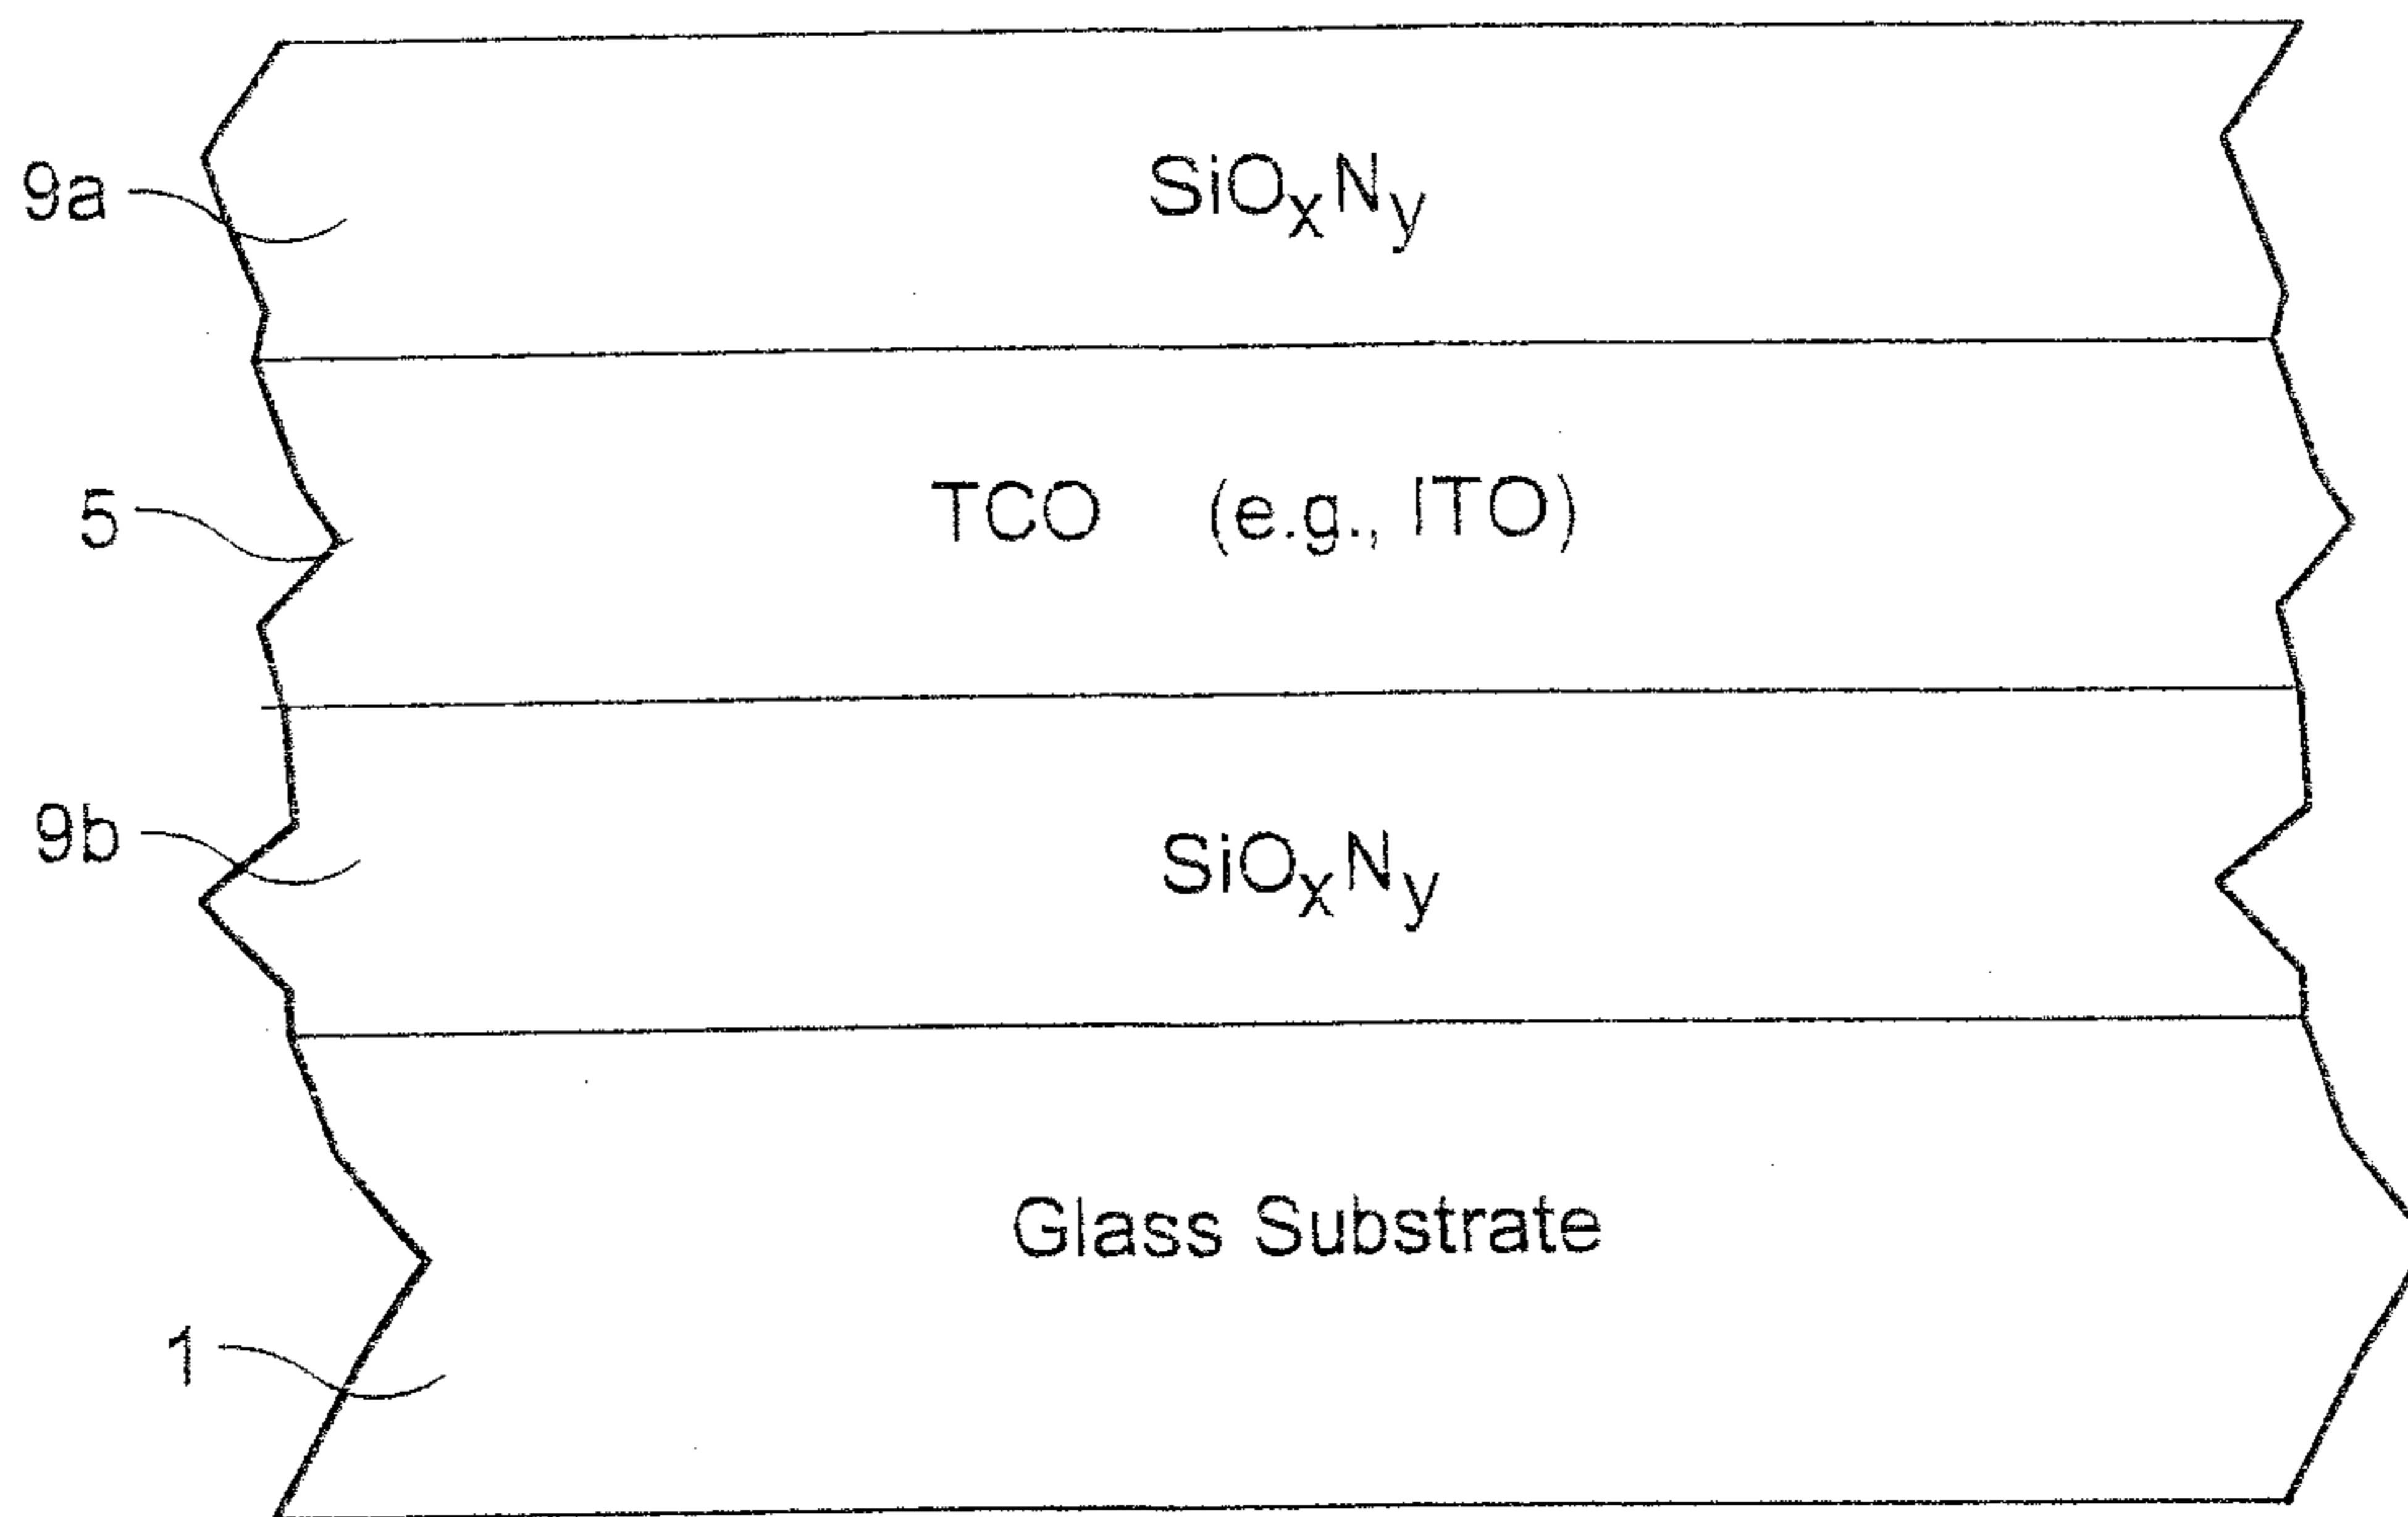 9a SiOxNy
5 TCO (e.g., ITO)
9b SiOxNy
Glass Substrate
1